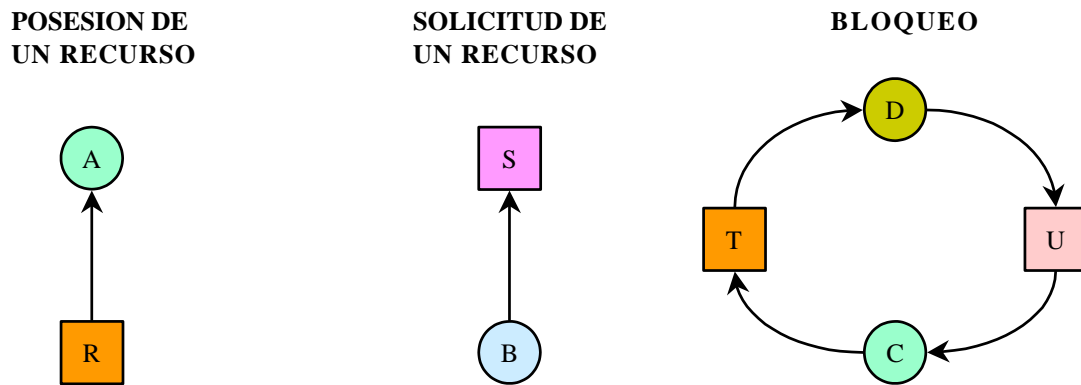 POSESION DE
UN RECURSO
SOLICITUD DE
UN RECURSO
BLOQUEO
A
R
S
B
D
T
U
C